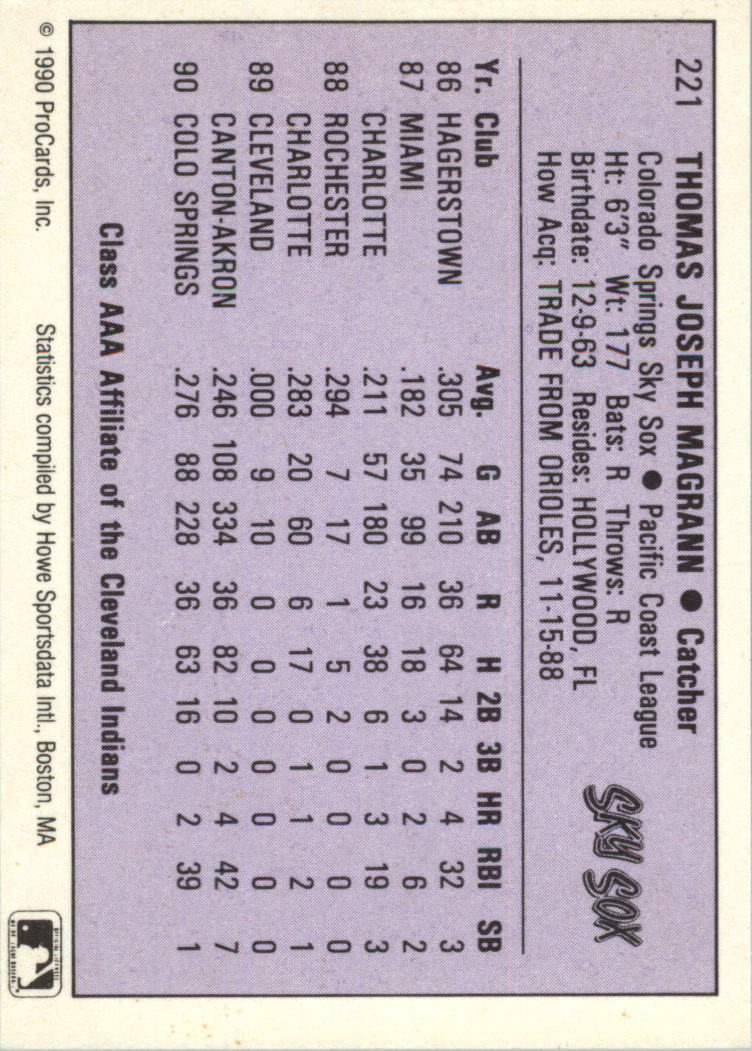 221 THOMAS JOSEPH MAGRANN ● Catcher
Colorado Springs Sky Sox ● Pacific Coast League
Ht: 6'3" Wt: 177 Bats: R Throws: R
Birthdate: 12-9-63 Resides: HOLLYWOOD, FL
How Acq: TRADE FROM ORIOLES, 11-15-88
SKY SOX
Yr. Club Avg. G AB R H 2B 3B HR RBI SB
86 HAGERSTOWN .305 74 210 36 64 14 2 4 32 3
87 MIAMI .182 35 99 16 18 3 0 2 6 2
CHARLOTTE .211 57 180 23 38 6 1 3 19 3
88 ROCHESTER .294 7 17 1 5 2 0 0 0 0
CHARLOTTE .283 20 60 6 17 0 1 1 2 1
89 CLEVELAND .000 9 10 0 0 0 0 0 0 0
CANTON-AKRON .246 108 334 36 82 10 2 4 42 7
90 COLO SPRINGS .276 88 228 36 63 16 0 2 39 1
Class AAA Affiliate of the Cleveland Indians
© 1990 ProCards, Inc. Statistics compiled by Howe Sportsdata Intl., Boston, MA